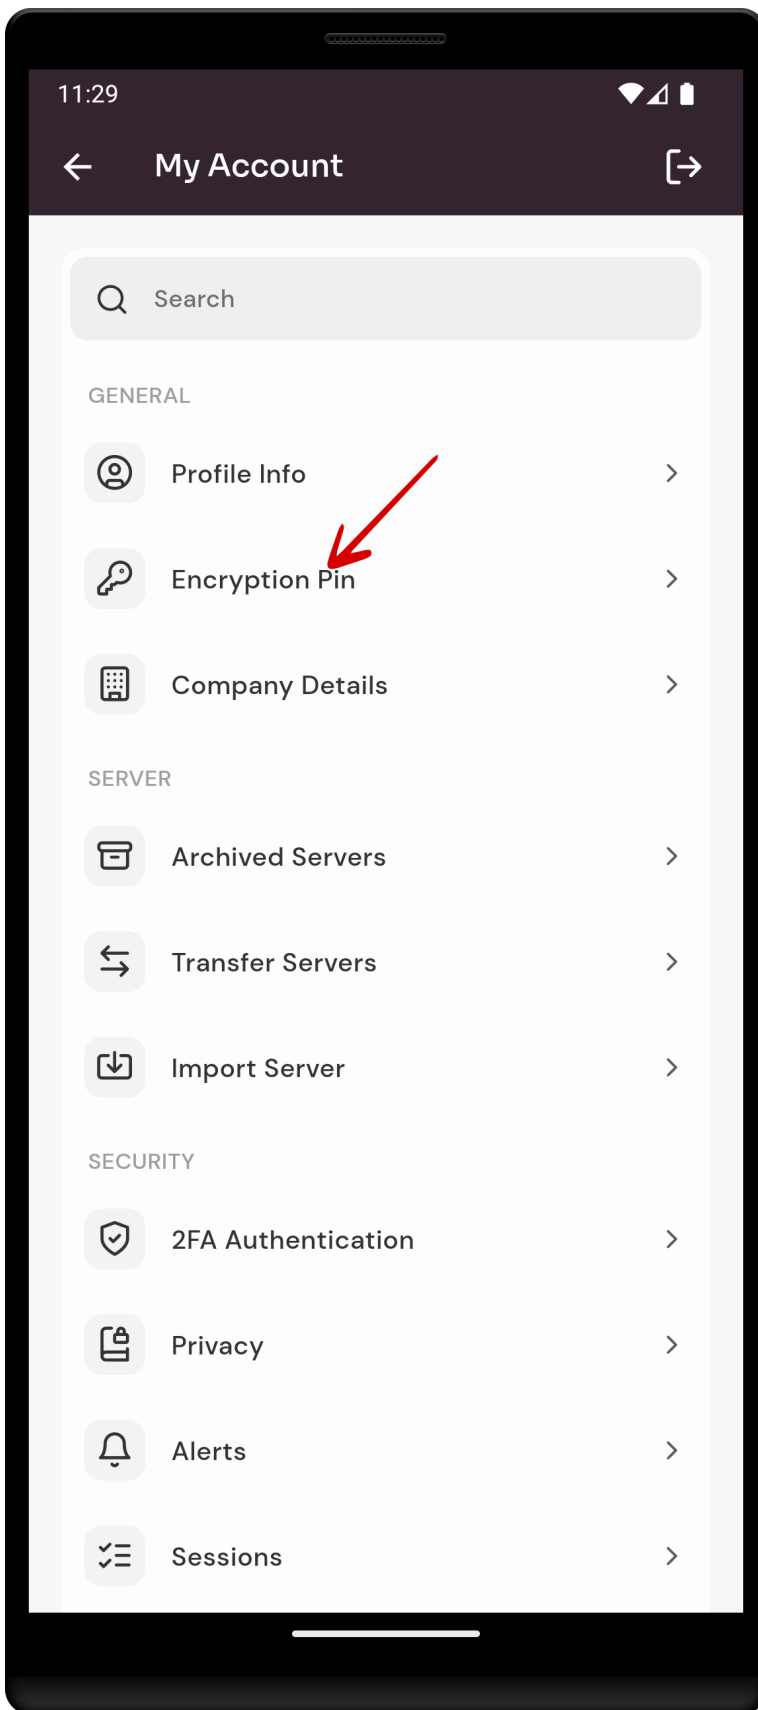 11:29
My Account
Search
GENERAL
Profile Info
Encryption Pin
Company Details
SERVER
Archived Servers
Transfer Servers
Import Server
SECURITY
2FA Authentication
Privacy
Alerts
Sessions